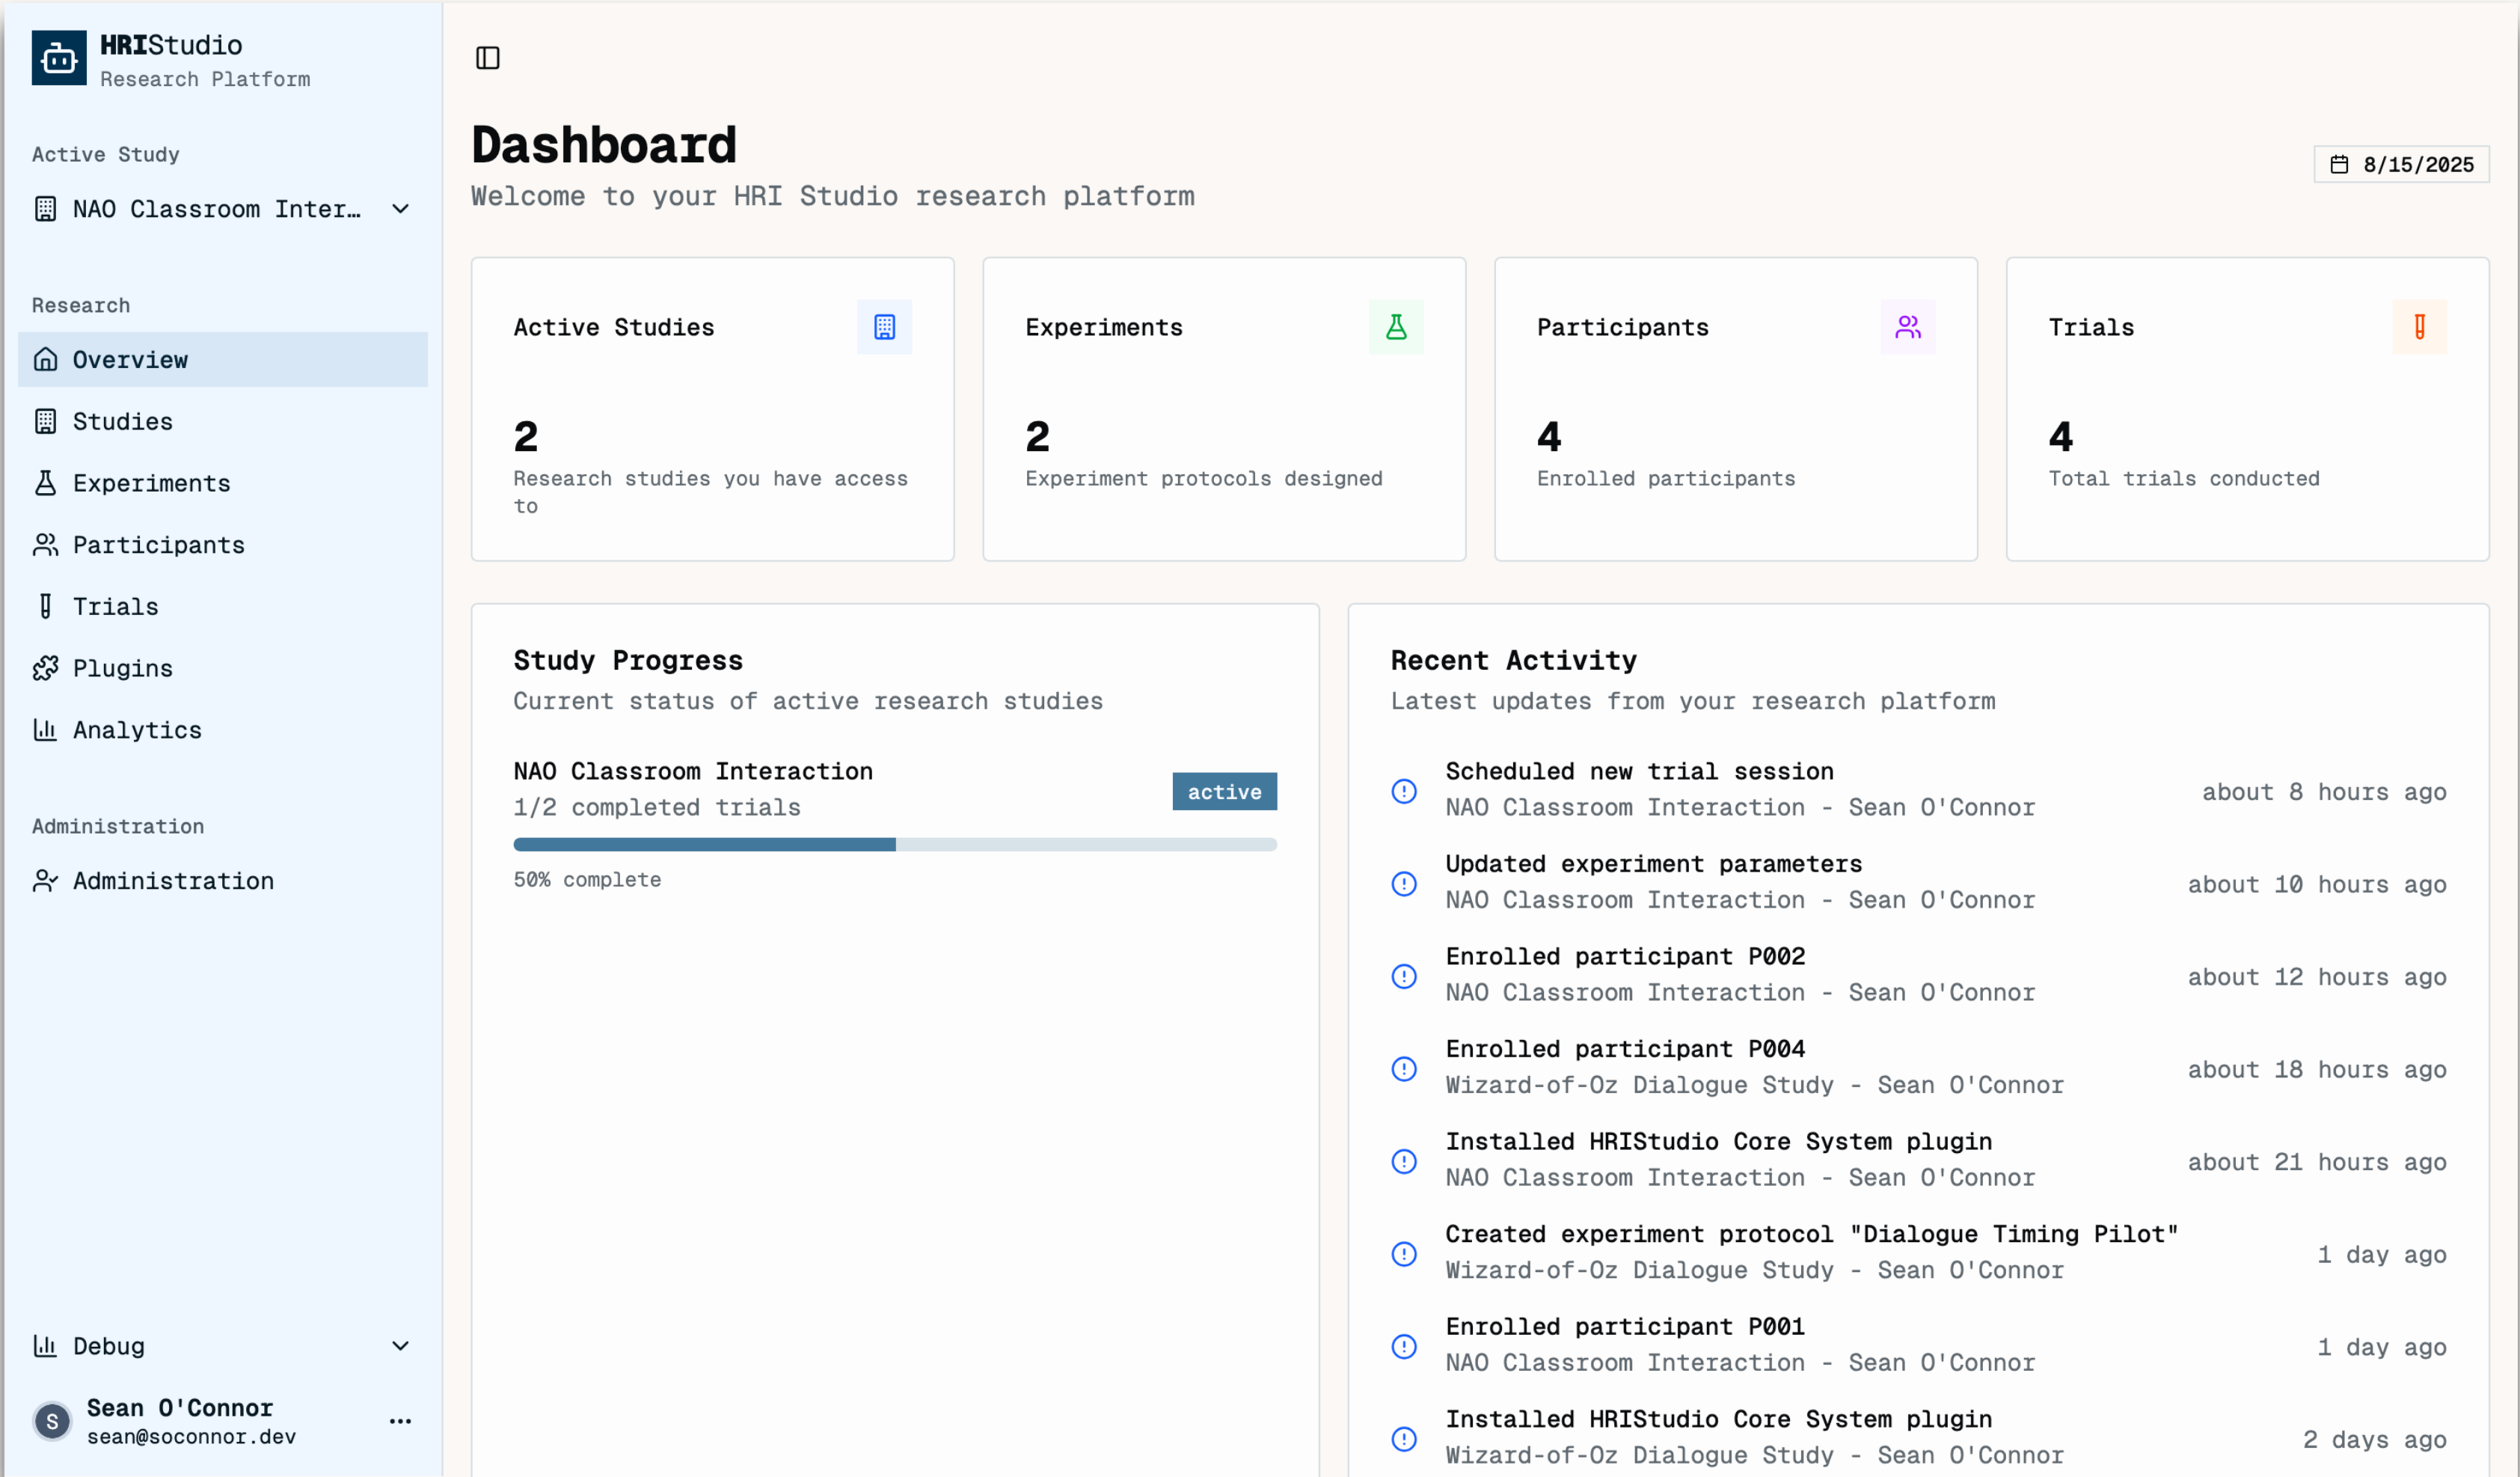 HRIStudio
Research Platform
Active Study
NAO Classroom Inter…
Research
Overview
Studies
Experiments
Participants
Trials
Plugins
Analytics
Administration
Administration
Debug
S
Sean O'Connor
sean@soconnor.dev
Dashboard
Welcome to your HRI Studio research platform
8/15/2025
Active Studies
2
Research studies you have access
to
Experiments
2
Experiment protocols designed
Participants
4
Enrolled participants
Trials
4
Total trials conducted
Study Progress
Current status of active research studies
NAO Classroom Interaction
1/2 completed trials
active
50% complete
Recent Activity
Latest updates from your research platform
Scheduled new trial session
NAO Classroom Interaction - Sean O'Connor
about 8 hours ago
Updated experiment parameters
NAO Classroom Interaction - Sean O'Connor
about 10 hours ago
Enrolled participant P002
NAO Classroom Interaction - Sean O'Connor
about 12 hours ago
Enrolled participant P004
Wizard-of-Oz Dialogue Study - Sean O'Connor
about 18 hours ago
Installed HRIStudio Core System plugin
NAO Classroom Interaction - Sean O'Connor
about 21 hours ago
Created experiment protocol "Dialogue Timing Pilot"
Wizard-of-Oz Dialogue Study - Sean O'Connor
1 day ago
Enrolled participant P001
NAO Classroom Interaction - Sean O'Connor
1 day ago
Installed HRIStudio Core System plugin
Wizard-of-Oz Dialogue Study - Sean O'Connor
2 days ago